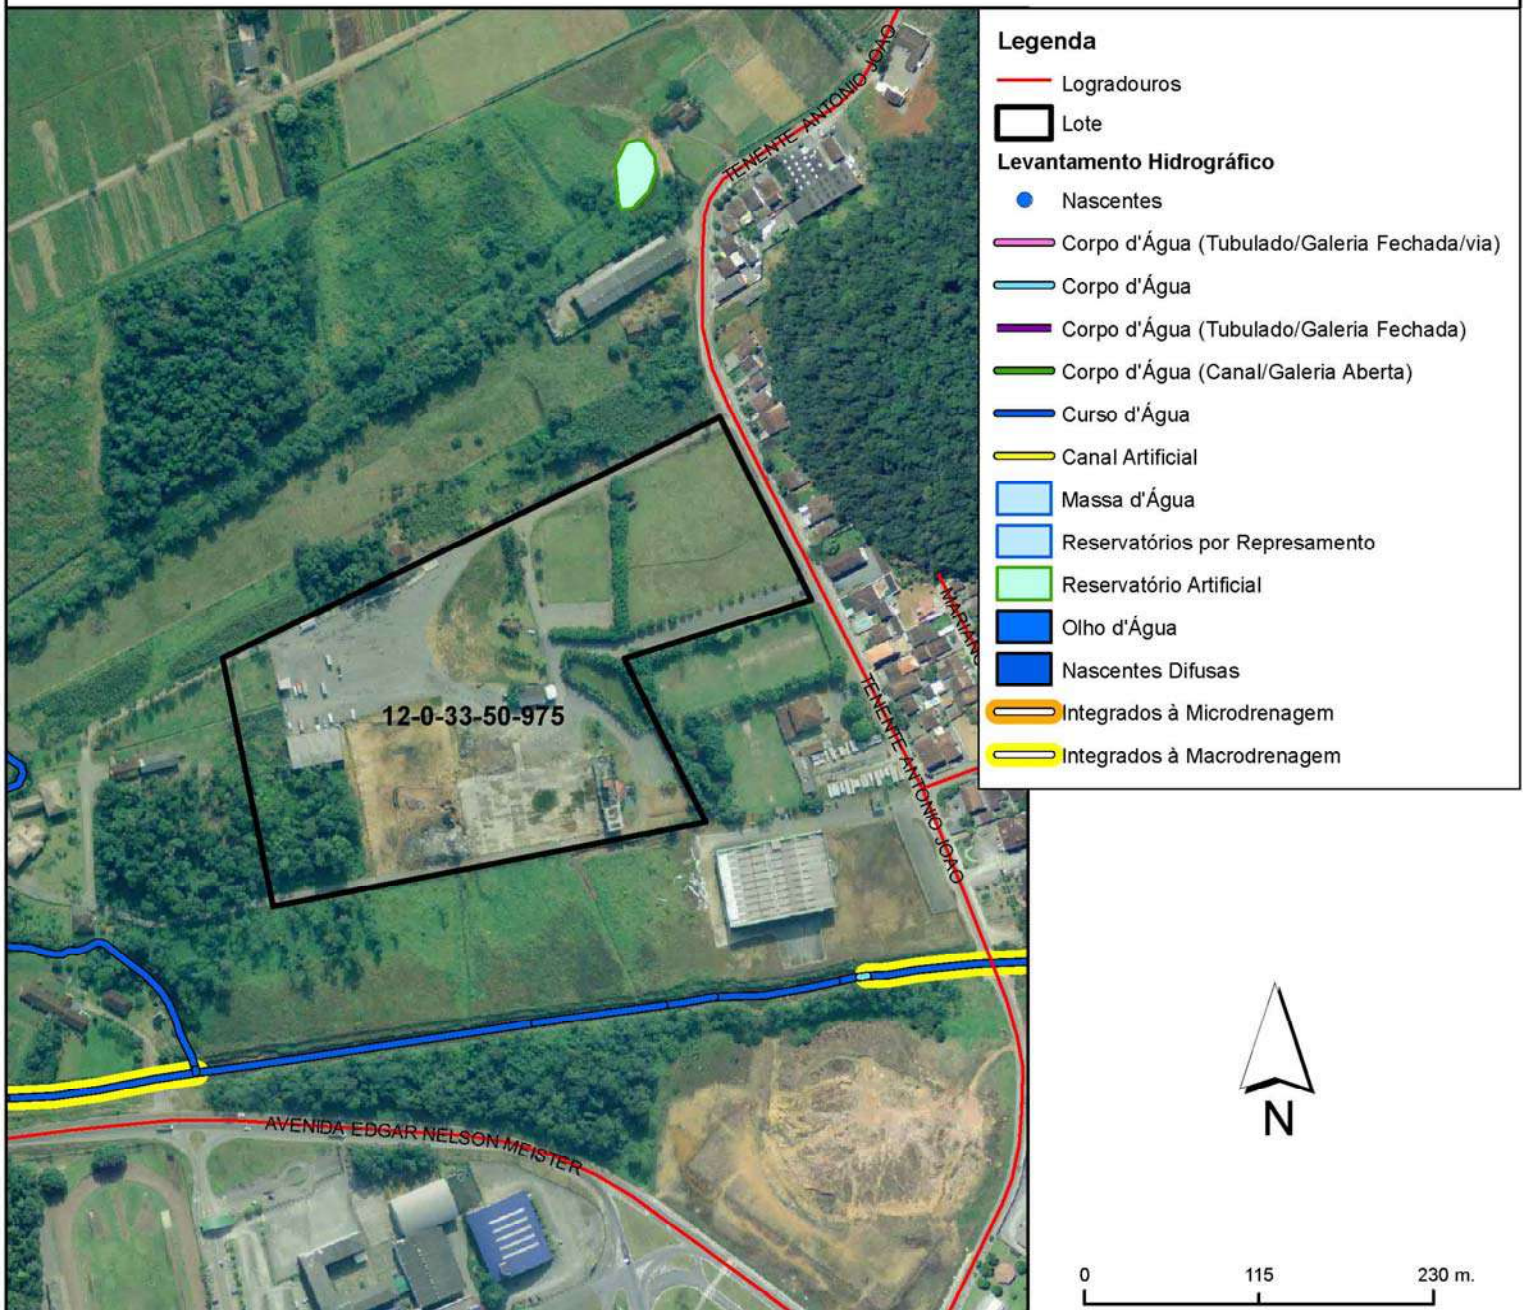 Legenda
Logradouros
Lote
Levantamento Hidrográfico
Nascentes
Corpo d'Água (Tubulado/Galeria Fechada/via)
Corpo d'Água
Corpo d'Água (Tubulado/Galeria Fechada)
Corpo d'Água (Canal/Galeria Aberta)
Curso d'Água
Canal Artificial
Massa d'Água
Reservatórios por Represamento
Reservatório Artificial
Olho d'Água
Nascentes Difusas
Integrados à Microdrenagem
Integrados à Macrodrenagem
TENENTE ANTONIO JOAO
12-0-33-50-975
TENENTE ANTONIO JOAO
AVENIDA EDGAR NELSON MEISTER
N
0 115 230 m.